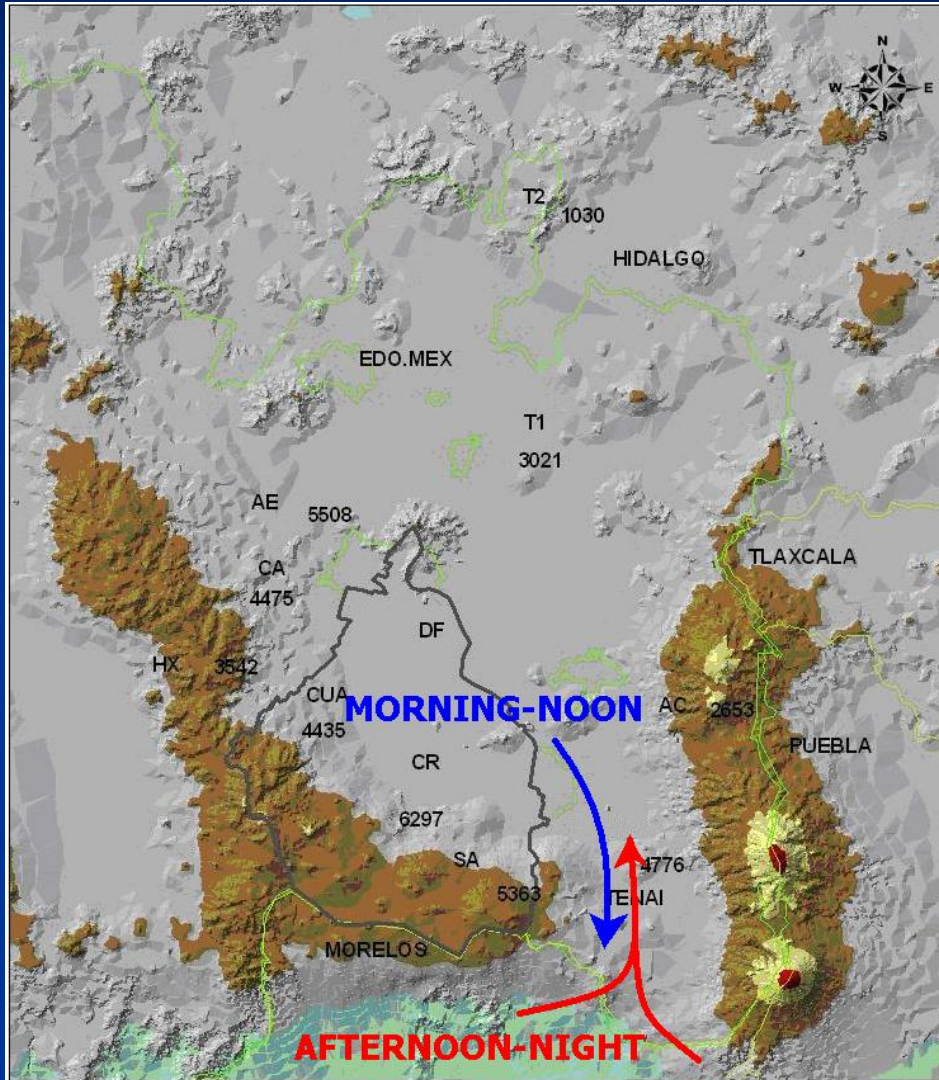 N
W E
S
T2
1030
HIDALGO
EDO.MEX
T1
3021
AE
5508
TLAXCALA
CA
4475
DF
HX 3542
CUA
MORNING-NOON
AC 2653
4435
PUEBLA
CR
6297
SA
4776
5363
TENAI
MORELOS
AFTERNOON-NIGHT